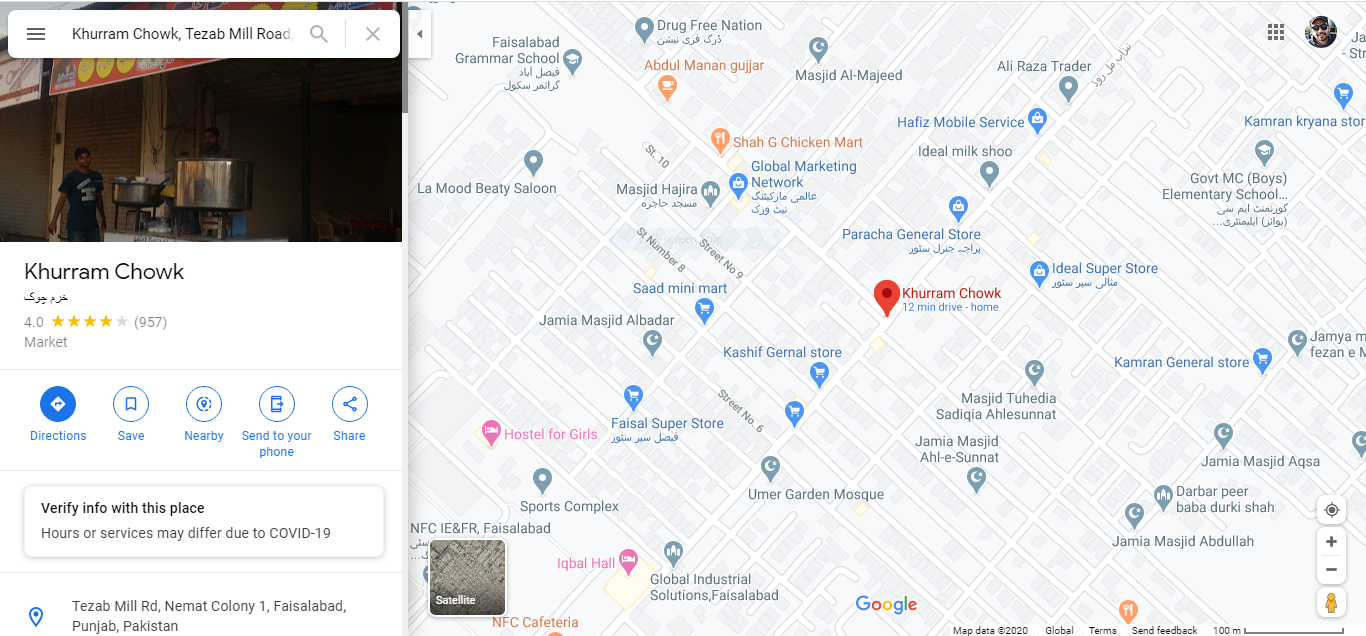 Khurram Chowk, Tezab Mill Road,
Khurram Chowk
خرم چوک
4.0 (957)
Market
Directions
Save
Nearby
Send to your
phone
Share
Verify info with this place
Hours or services may differ due to COVID-19
Tezab Mill Rd, Nemat Colony 1, Faisalabad,
Punjab, Pakistan
Drug Free Nation
ڈرگ فری نیشن
Faisalabad
Grammar School
فیصل آباد
گرائمر سکول
Abdul Manan gujjar
Masjid Al-Majeed
Ali Raza Trader
تیزاب مل روڈ
Hafiz Mobile Service
Kamran kryana stor
Shah G Chicken Mart
Ideal milk shoo
St. 10
Global Marketing
Network
عالمی مارکیٹنگ
نیٹ ورک
La Mood Beaty Saloon
Masjid Hajira
مسجد حاجرہ
Govt MC (Boys)
Elementary School...
گورنمنٹ ایم سی
(بوائز) ایلیمنٹری...
Paracha General Store
پراچہ جنرل سٹور
St Number 8
Street No 9
Ideal Super Store
مثالی سپر سٹور
Saad mini mart
Khurram Chowk
12 min drive - home
Jamia Masjid Albadar
Jamya m
fezan e M
Kashif Gernal store
Kamran General store
Street No. 6
Masjid Tuhedia
Sadiqia Ahlesunnat
Faisal Super Store
فیصل سپر سٹور
Hostel for Girls
Jamia Masjid
Ahl-e-Sunnat
Jamia Masjid Aqsa
Umer Garden Mosque
Sports Complex
Darbar peer
baba durki shah
NFC IE&FR, Faisalabad
Jamia Masjid Abdullah
Iqbal Hall
Global Industrial
Solutions,Faisalabad
Satellite
NFC Cafeteria
Google
Map data ©2020 Global Terms Send feedback 100 m